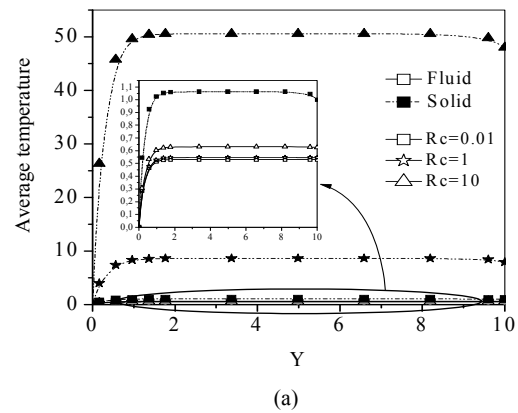 Average temperature
60
50
40
30
20
10
0
0 2 4 6 8 10
Y
1,1
1,0
0,9
0,8
0,7
0,6
0,5
0,4
0,3
0,2
0,1
0,0
0 2 4 6 8 10
Fluid
Solid
Rc=0.01
Rc=1
Rc=10
(a)